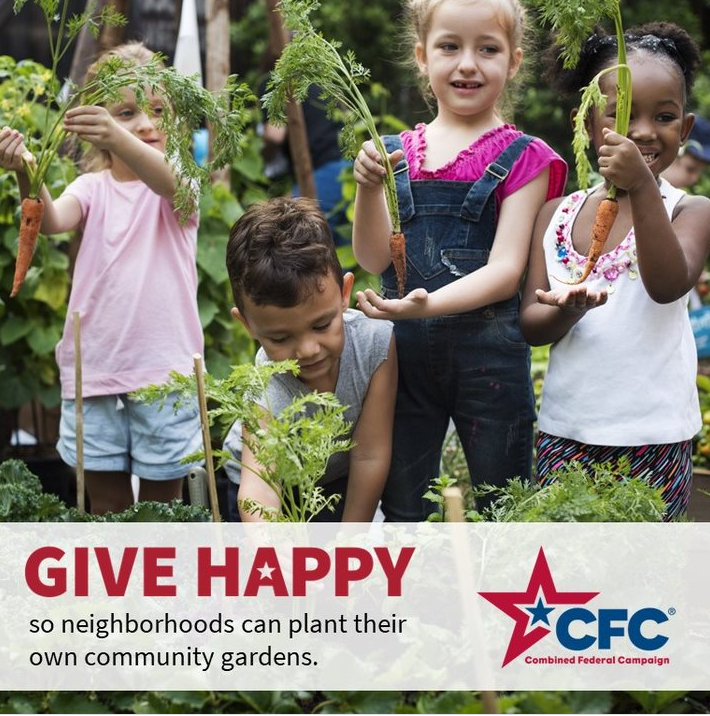 GIVE HAPPY
so neighborhoods can plant their
own community gardens.
CFC®
Combined Federal Campaign